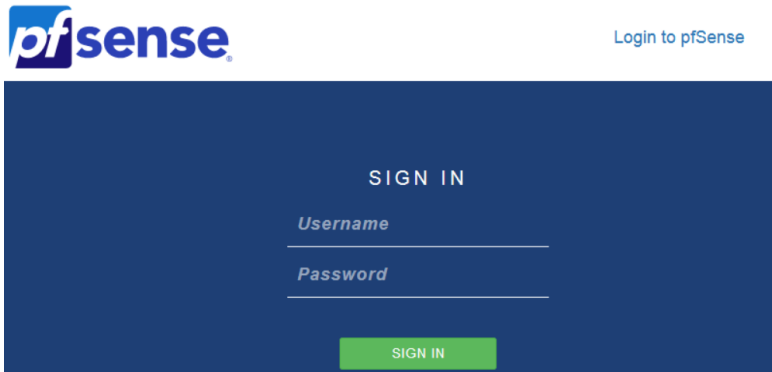 pfsense®
Login to pfSense
SIGN IN
Username
Password
SIGN IN